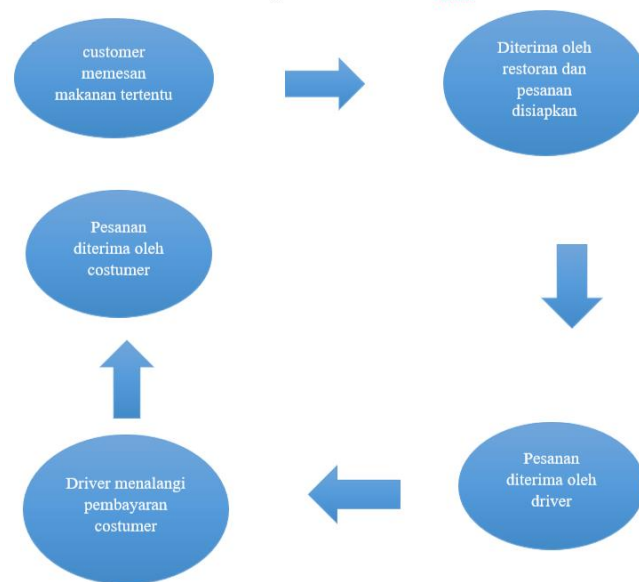 customer
memesan
makanan tertentu
Diterima oleh
restoran dan
pesanan
disiapkan
Pesanan
diterima oleh
driver
Driver menalangi
pembayaran
costumer
Pesanan
diterima oleh
costumer